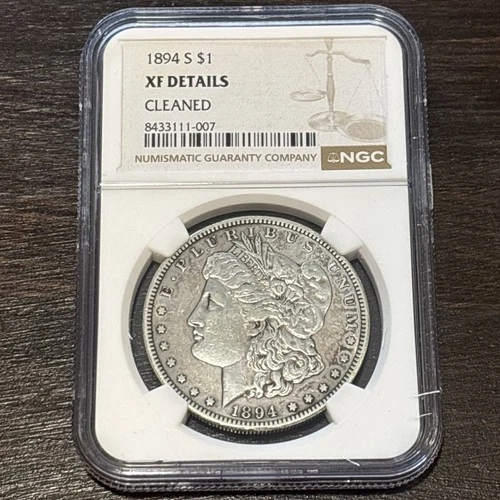 1894 S $1
XF DETAILS
CLEANED
8433111-007
NUMISMATIC GUARANTY COMPANY NGC
E·PLURIBUS·UNUM
LIBERTY
1894